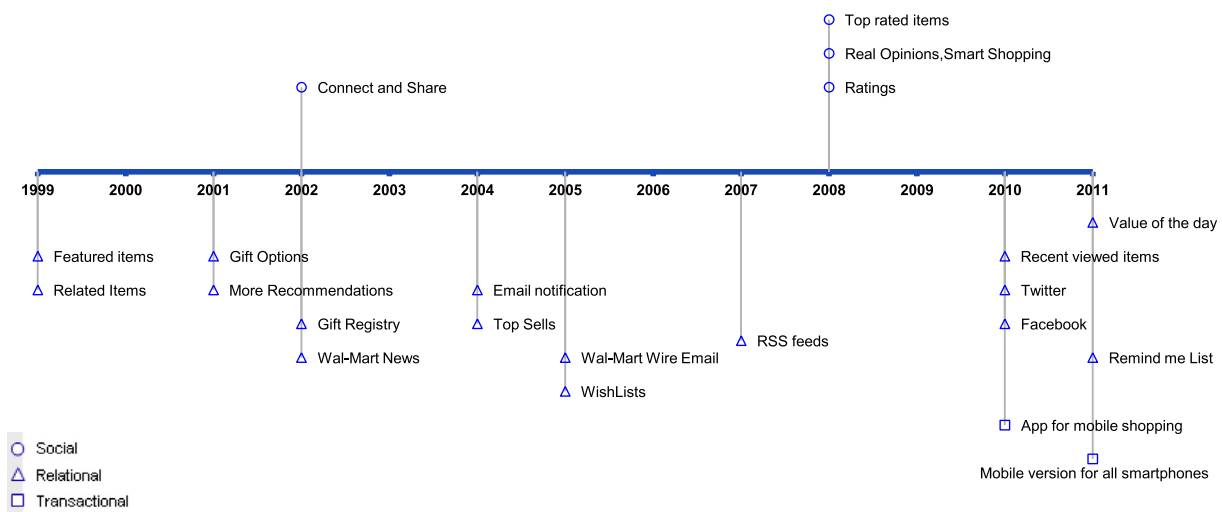 Top rated items
Real Opinions,Smart Shopping
Connect and Share
Ratings
1999 2000 2001 2002 2003 2004 2005 2006 2007 2008 2009 2010 2011
Value of the day
Featured items
Gift Options
Recent viewed items
Related Items
More Recommendations
Email notification
Twitter
Gift Registry
Top Sells
Facebook
RSS feeds
Wal-Mart News
Wal-Mart Wire Email
Remind me List
WishLists
App for mobile shopping
Mobile version for all smartphones
Social
Relational
Transactional